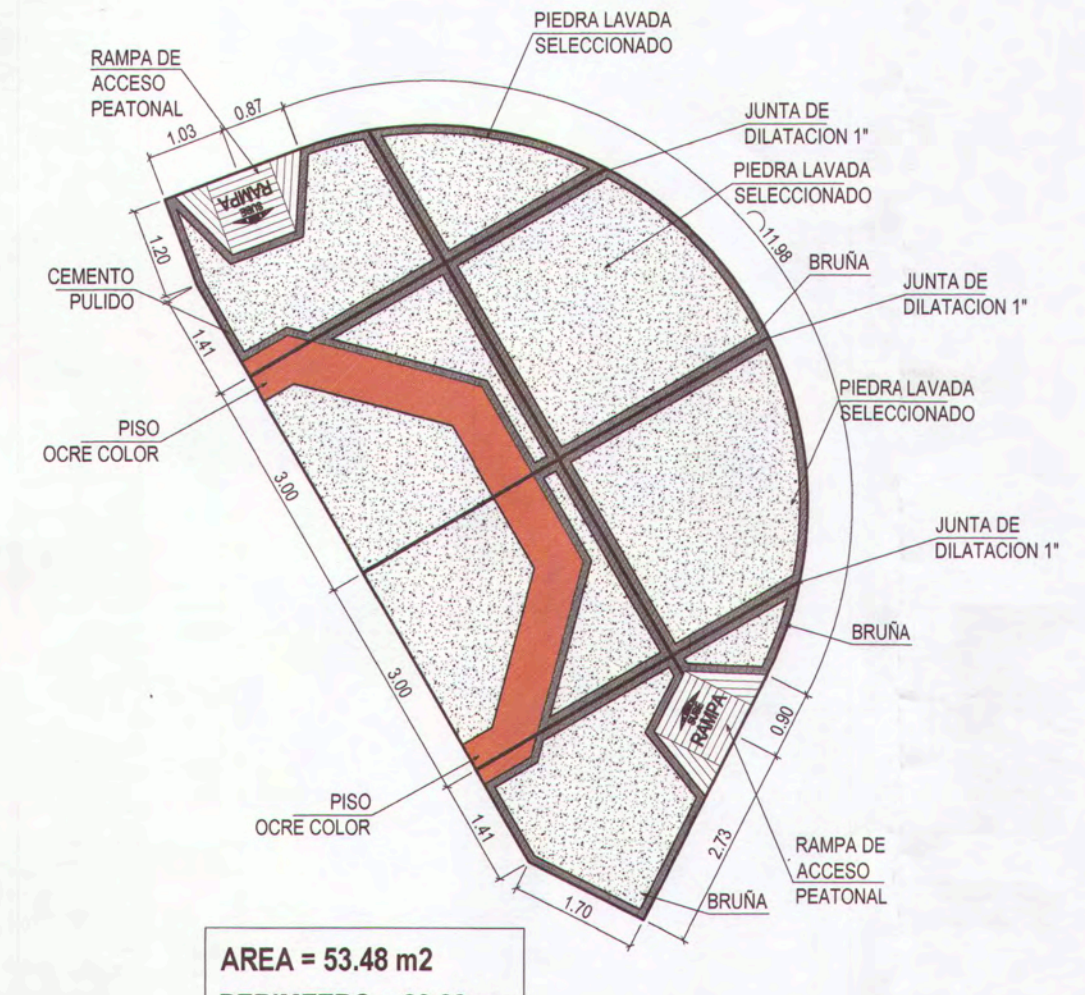 PIEDRA LAVADA
SELECCIONADO
RAMPA DE
ACCESO
PEATONAL
1.03
0.87
JUNTA DE
DILATACION 1"
PIEDRA LAVADA
SELECCIONADO
RAMPA
SUBE
1.20
11.98
CEMENTO
PULIDO
BRUÑA
JUNTA DE
DILATACION 1"
1.41
PIEDRA LAVADA
SELECCIONADO
PISO
OCRE COLOR
3.00
JUNTA DE
DILATACION 1"
BRUÑA
3.00
SUBE
RAMPA
0.90
PISO
OCRE COLOR
1.41
2.73
RAMPA DE
ACCESO
PEATONAL
1.70
BRUÑA
AREA = 53.48 m2